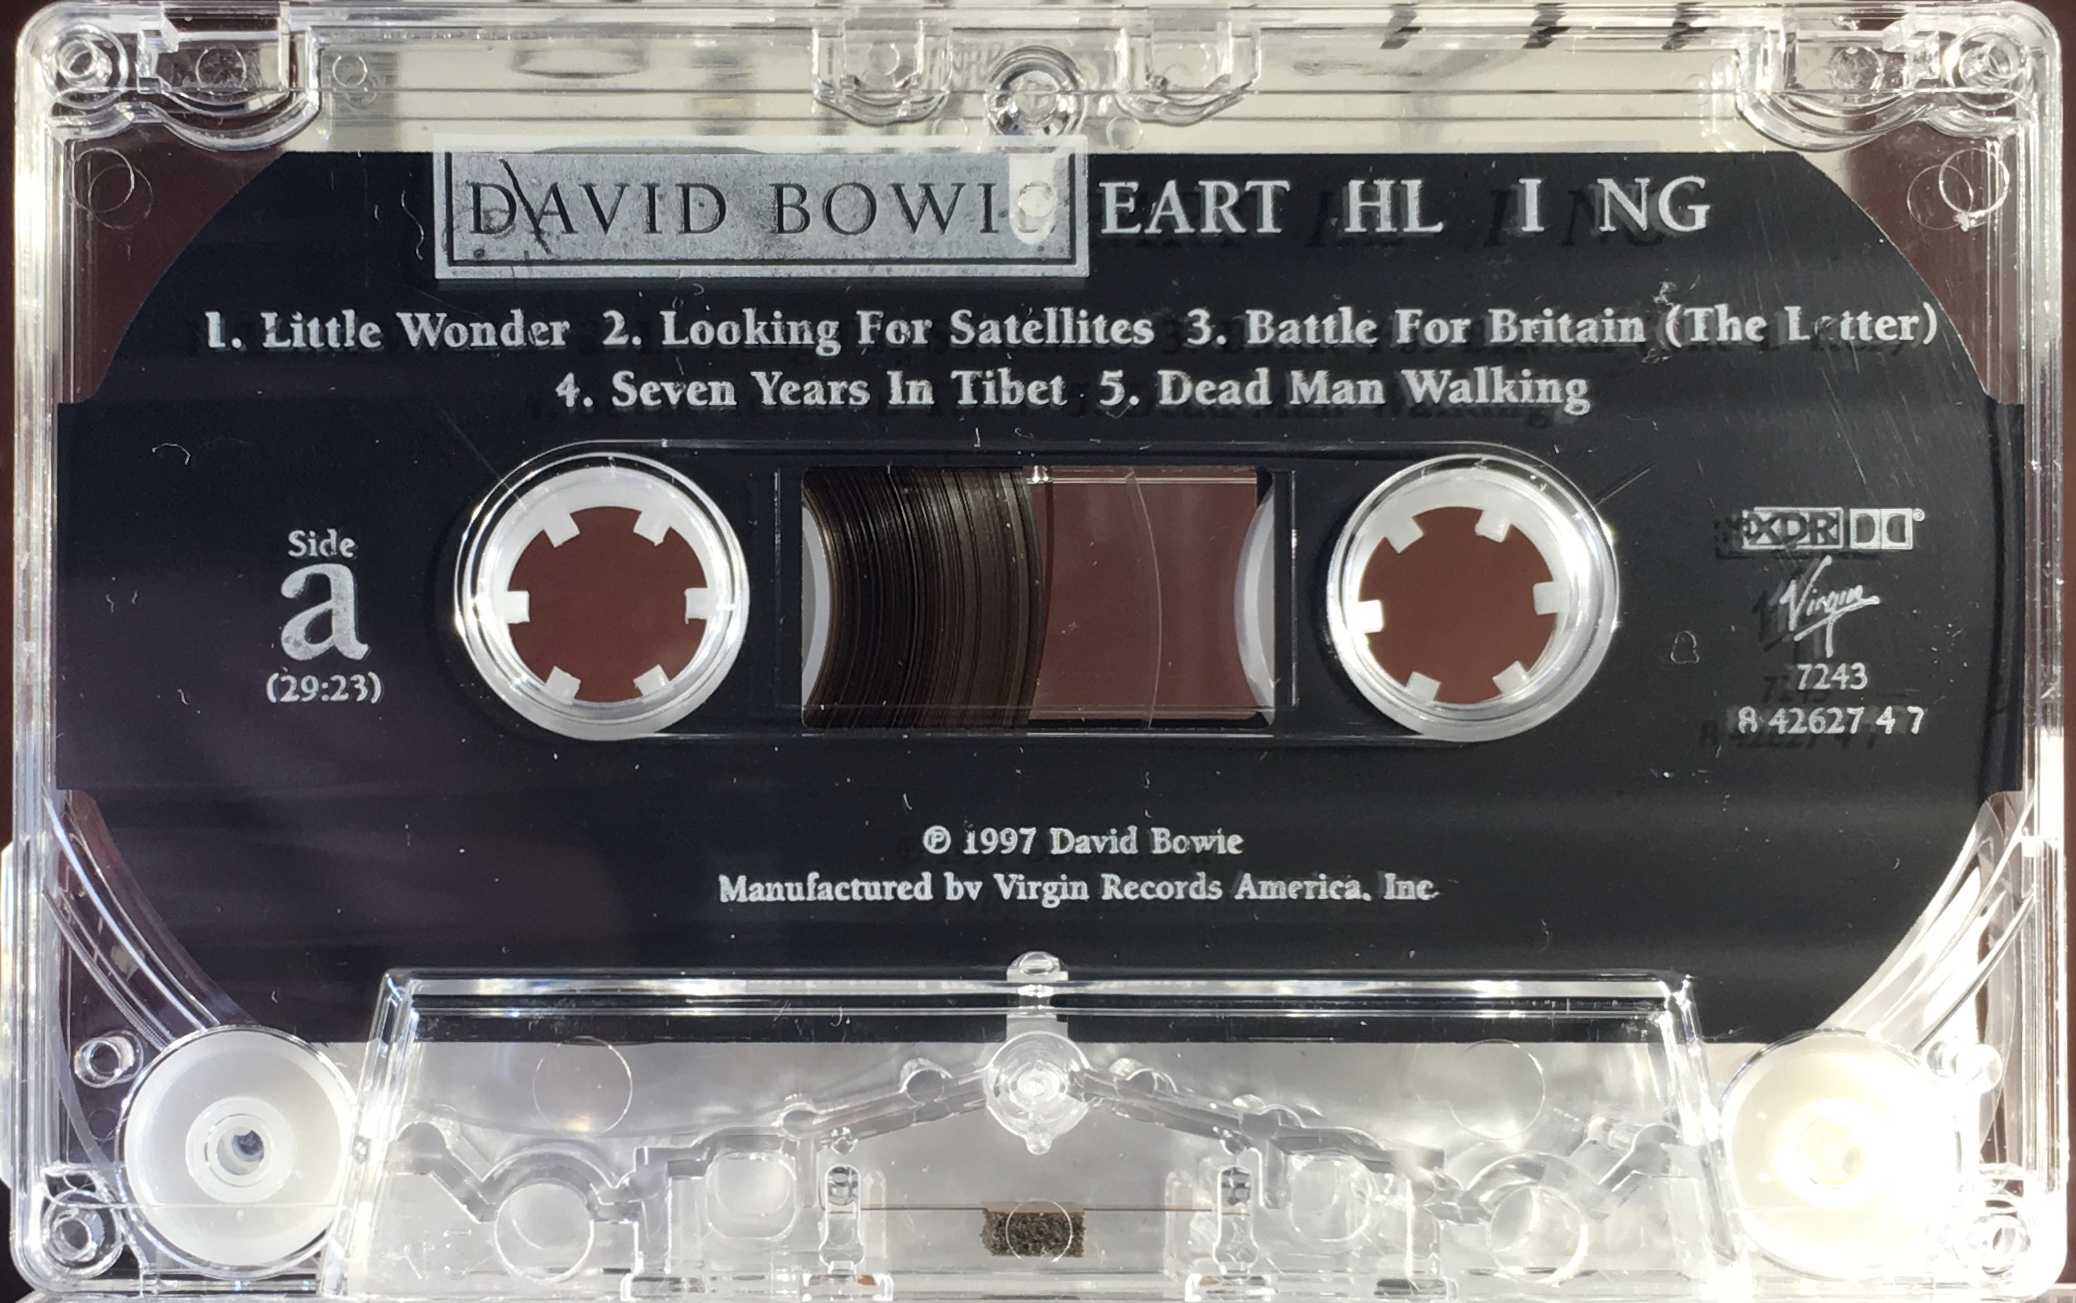 DAVID BOWIE EART HL I NG
1. Little Wonder 2. Looking For Satellites 3. Battle For Britain (The Letter)
4. Seven Years In Tibet 5. Dead Man Walking
Side
a
(29:23)
XDR
Virgin
7243
8 42627 4 7
℗ 1997 David Bowie
Manufactured by Virgin Records America, Inc